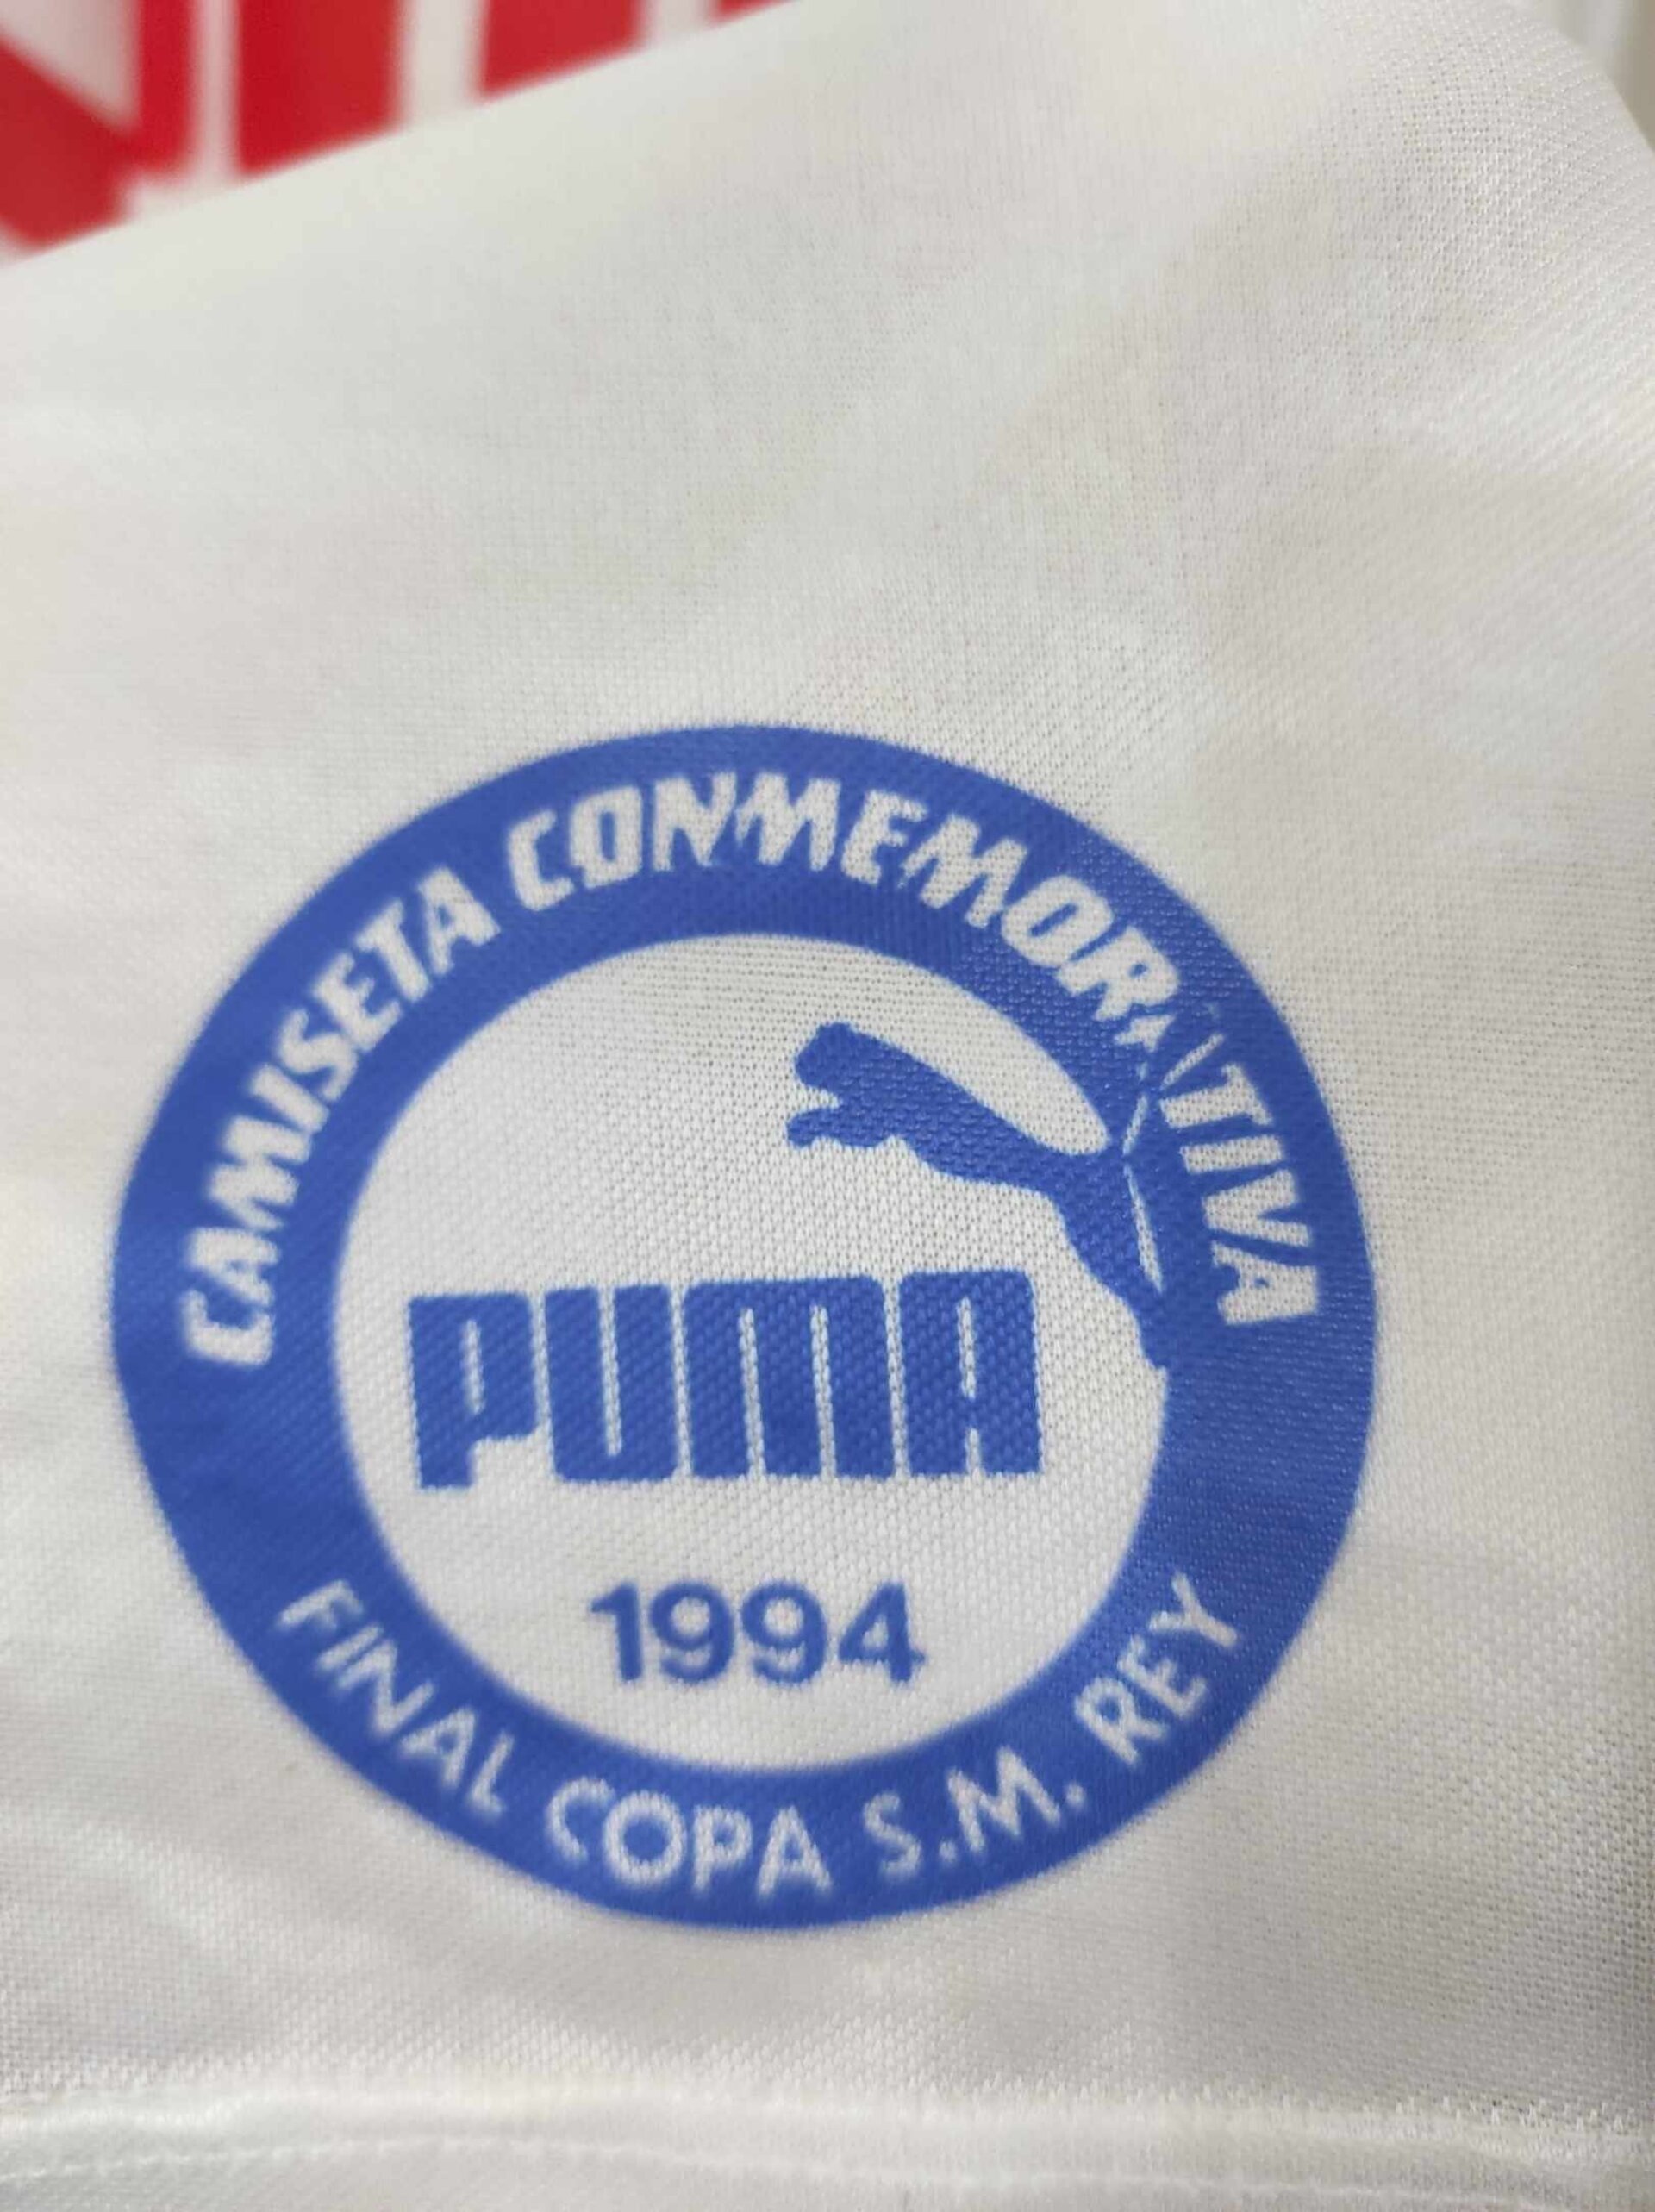 CAMISETA CONMEMORATIVA
PUMA
1994
FINAL COPA S.M. REY